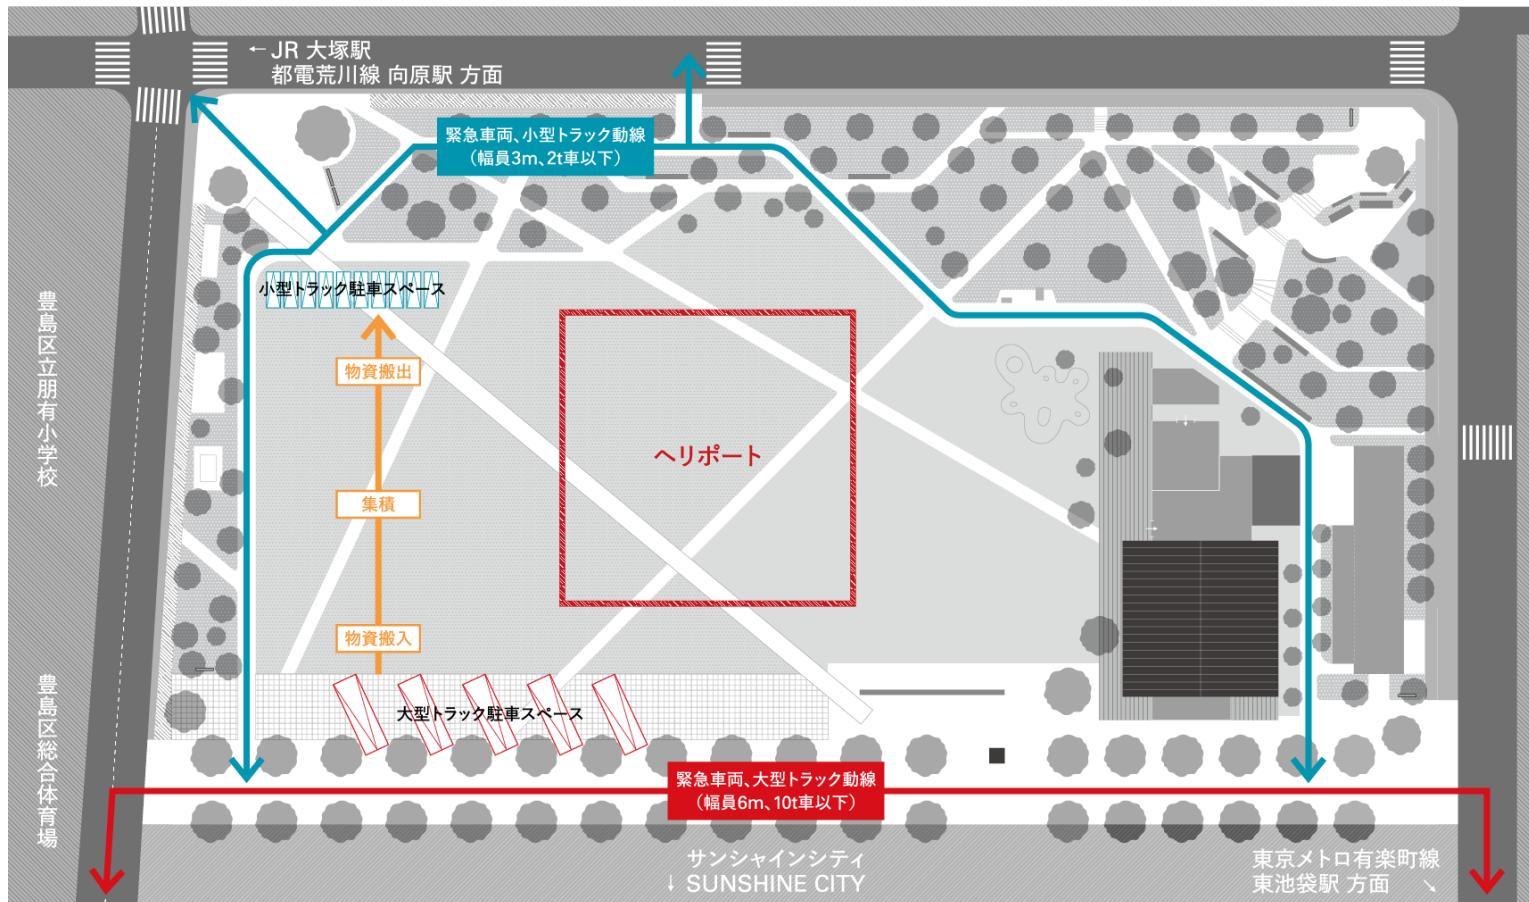 ← JR 大塚駅
都電荒川線 向原駅 方面
緊急車両、小型トラック動線
（幅員3m、2t車以下）
小型トラック駐車スペース
物資搬出
集積
物資搬入
ヘリポート
大型トラック駐車スペース
緊急車両、大型トラック動線
（幅員6m、10t車以下）
豊島区立朋有小学校
豊島区総合体育場
サンシャインシティ
↓ SUNSHINE CITY
東京メトロ有楽町線
東池袋駅 方面 ↘